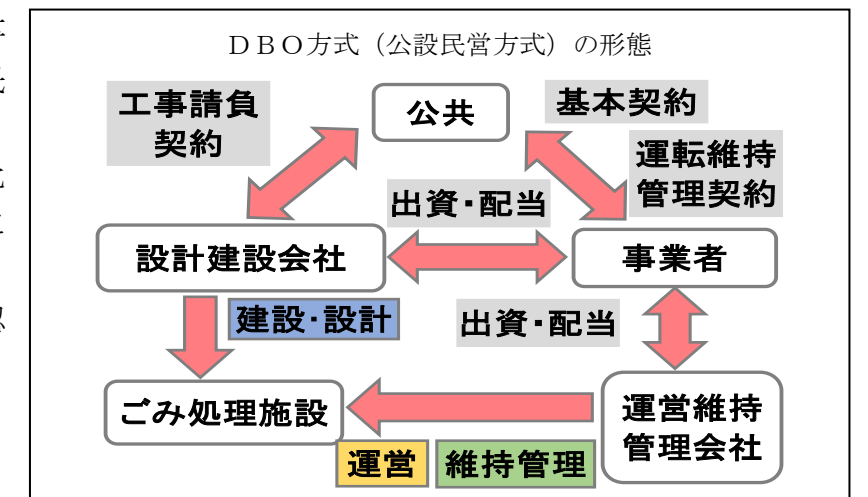 DBO方式（公設民営方式）の形態
工事請負
契約
公共
基本契約
運転維持
管理契約
出資・配当
設計建設会社
事業者
建設・設計
出資・配当
ごみ処理施設
運営維持
管理会社
運営
維持管理